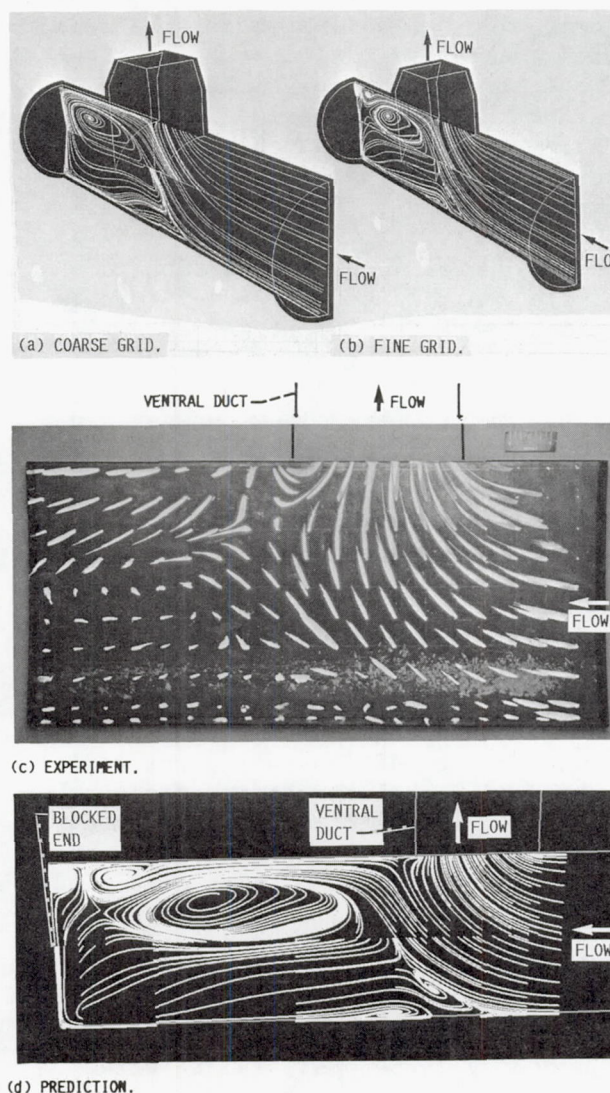 FLOW
FLOW
FLOW
FLO
(a) COARSE GRID.
(b) FINE GRID.
VENTRAL DUCT
FLOW
FLOW
(c) EXPERIMENT.
BLOCKED
END
VENTRAL
DUCT
FLOW
FLOW
(d) PREDICTION.